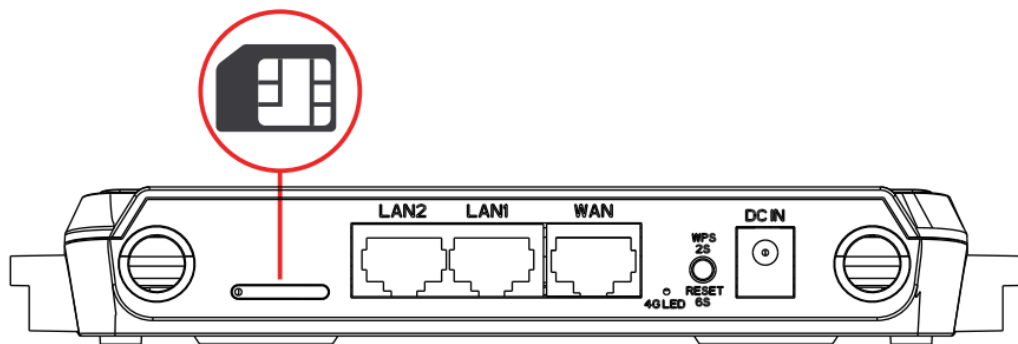 LAN2 LAN1 WAN
DC IN
WPS
2S
RESET
6S
4G LED